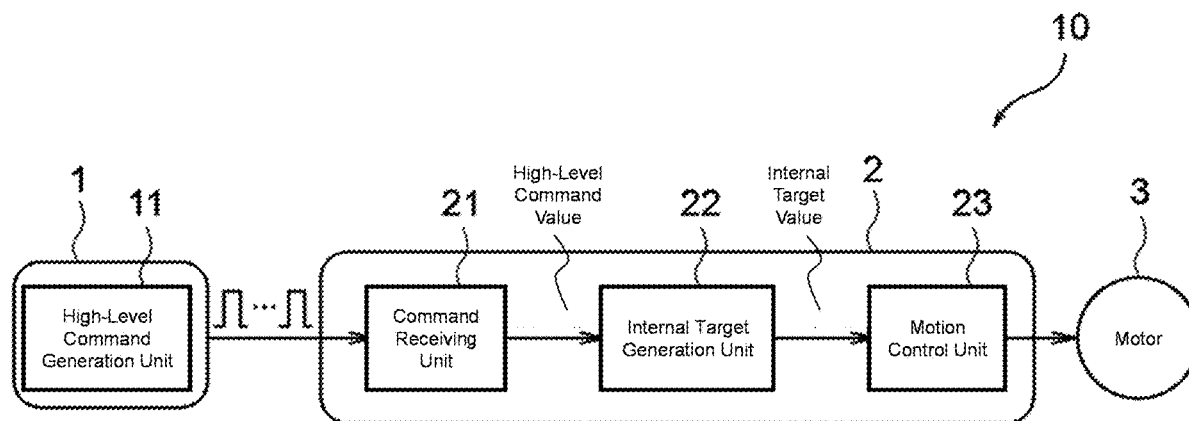 10
1
11
21
High-Level
Command
Value
22
Internal
Target
Value
2
23
3
High-Level
Command
Generation Unit
...
Command
Receiving
Unit
Internal Target
Generation Unit
Motion
Control Unit
Motor